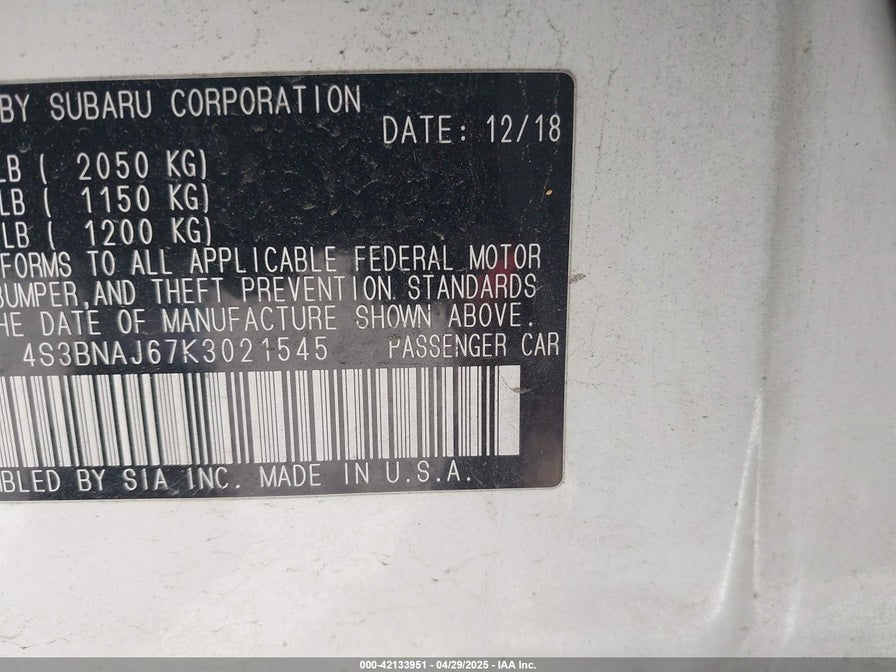 BY SUBARU CORPORATION
DATE: 12/18
LB ( 2050 KG)
LB ( 1150 KG)
LB ( 1200 KG)
FORMS TO ALL APPLICABLE FEDERAL MOTOR
BUMPER,AND THEFT PREVENTION STANDARDS
HE DATE OF MANUFACTURE SHOWN ABOVE.
4S3BNAJ67K3021545 PASSENGER CAR
MBLED BY SIA INC. MADE IN U.S.A.
000-42133951 - 04/29/2025 - IAA Inc.